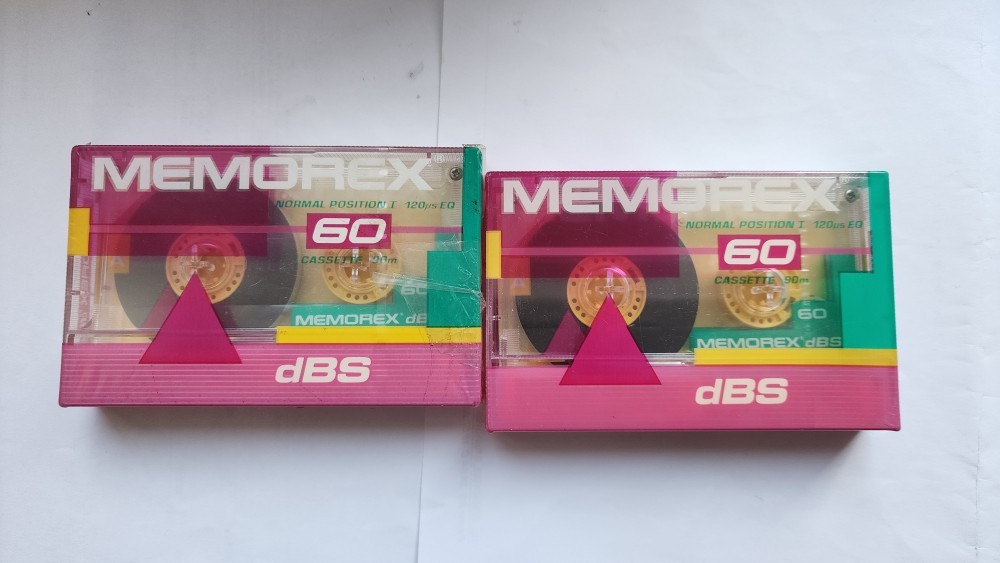 MEMOREX
NORMAL POSITION I 120µs EQ
60
CASSETTE 90m
60
MEMOREX dB
dBS
MEMOREX
NORMAL POSITION I 120µs EQ
60
CASSETTE 90m
60
MEMOREX dBS
dBS